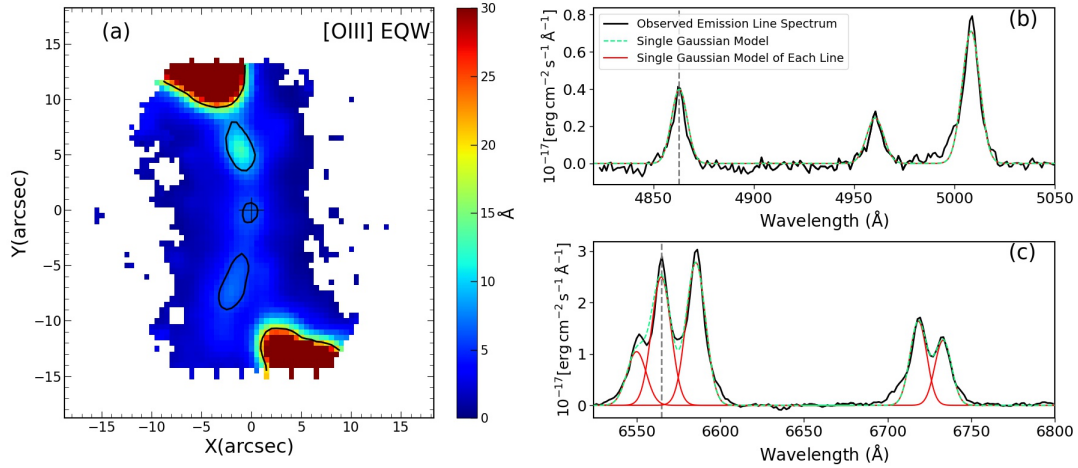 (a)
[OIII] EQW
Y(arcsec)
15
10
5
0
−5
−10
−15
−15
−10
−5
0
5
10
15
X(arcsec)
30
25
20
15
10
5
0
Å
(b)
Observed Emission Line Spectrum
Single Gaussian Model
Single Gaussian Model of Each Line
10⁻¹⁷[erg cm⁻² s⁻¹ Å⁻¹]
0.8
0.6
0.4
0.2
0.0
4850 4900 4950 5000 5050
Wavelength (Å)
(c)
10⁻¹⁷[erg cm⁻² s⁻¹ Å⁻¹]
3
2
1
0
6550 6600 6650 6700 6750 6800
Wavelength (Å)